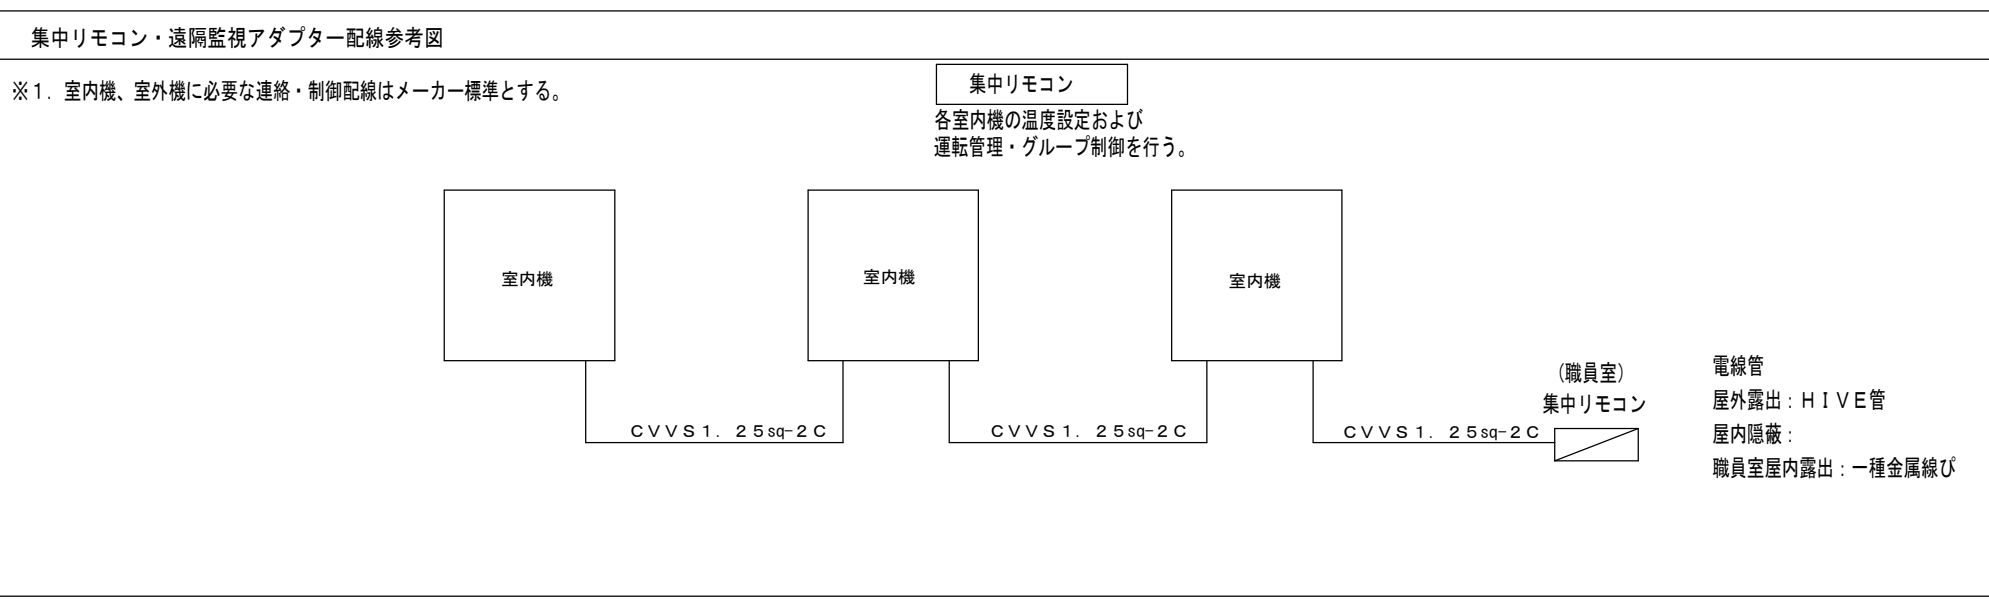 集中リモコン・遠隔監視アダプター配線参考図
※１．室内機、室外機に必要な連絡・制御配線はメーカー標準とする。
集中リモコン
各室内機の温度設定および
運転管理・グループ制御を行う。
室内機
室内機
室内機
ＣＶＶＳ１．２５sq-２Ｃ
ＣＶＶＳ１．２５sq-２Ｃ
ＣＶＶＳ１．２５sq-２Ｃ
（職員室）
集中リモコン
電線管
屋外露出：ＨＩＶＥ管
屋内隠蔽：
職員室屋内露出：一種金属線ぴ